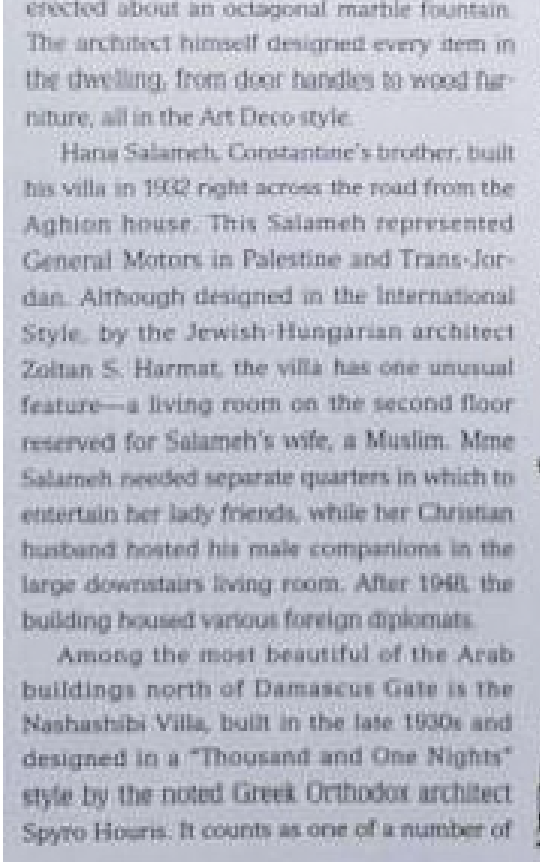 erected about an octagonal marble fountain.
The architect himself designed every item in
the dwelling, from door handles to wood fur-
niture, all in the Art Deco style.
Hana Salameh, Constantine's brother, built
his villa in 1932 right across the road from the
Aghion house. This Salameh represented
General Motors in Palestine and Trans-Jor-
dan. Although designed in the International
Style, by the Jewish-Hungarian architect
Zoltan S. Harmat, the villa has one unusual
feature—a living room on the second floor
reserved for Salameh's wife, a Muslim. Mme
Salameh needed separate quarters in which to
entertain her lady friends, while her Christian
husband hosted his male companions in the
large downstairs living room. After 1948, the
building housed various foreign diplomats.
Among the most beautiful of the Arab
buildings north of Damascus Gate is the
Nashashibi Villa, built in the late 1930s and
designed in a "Thousand and One Nights"
style by the noted Greek Orthodox architect
Spyro Houris. It counts as one of a number of